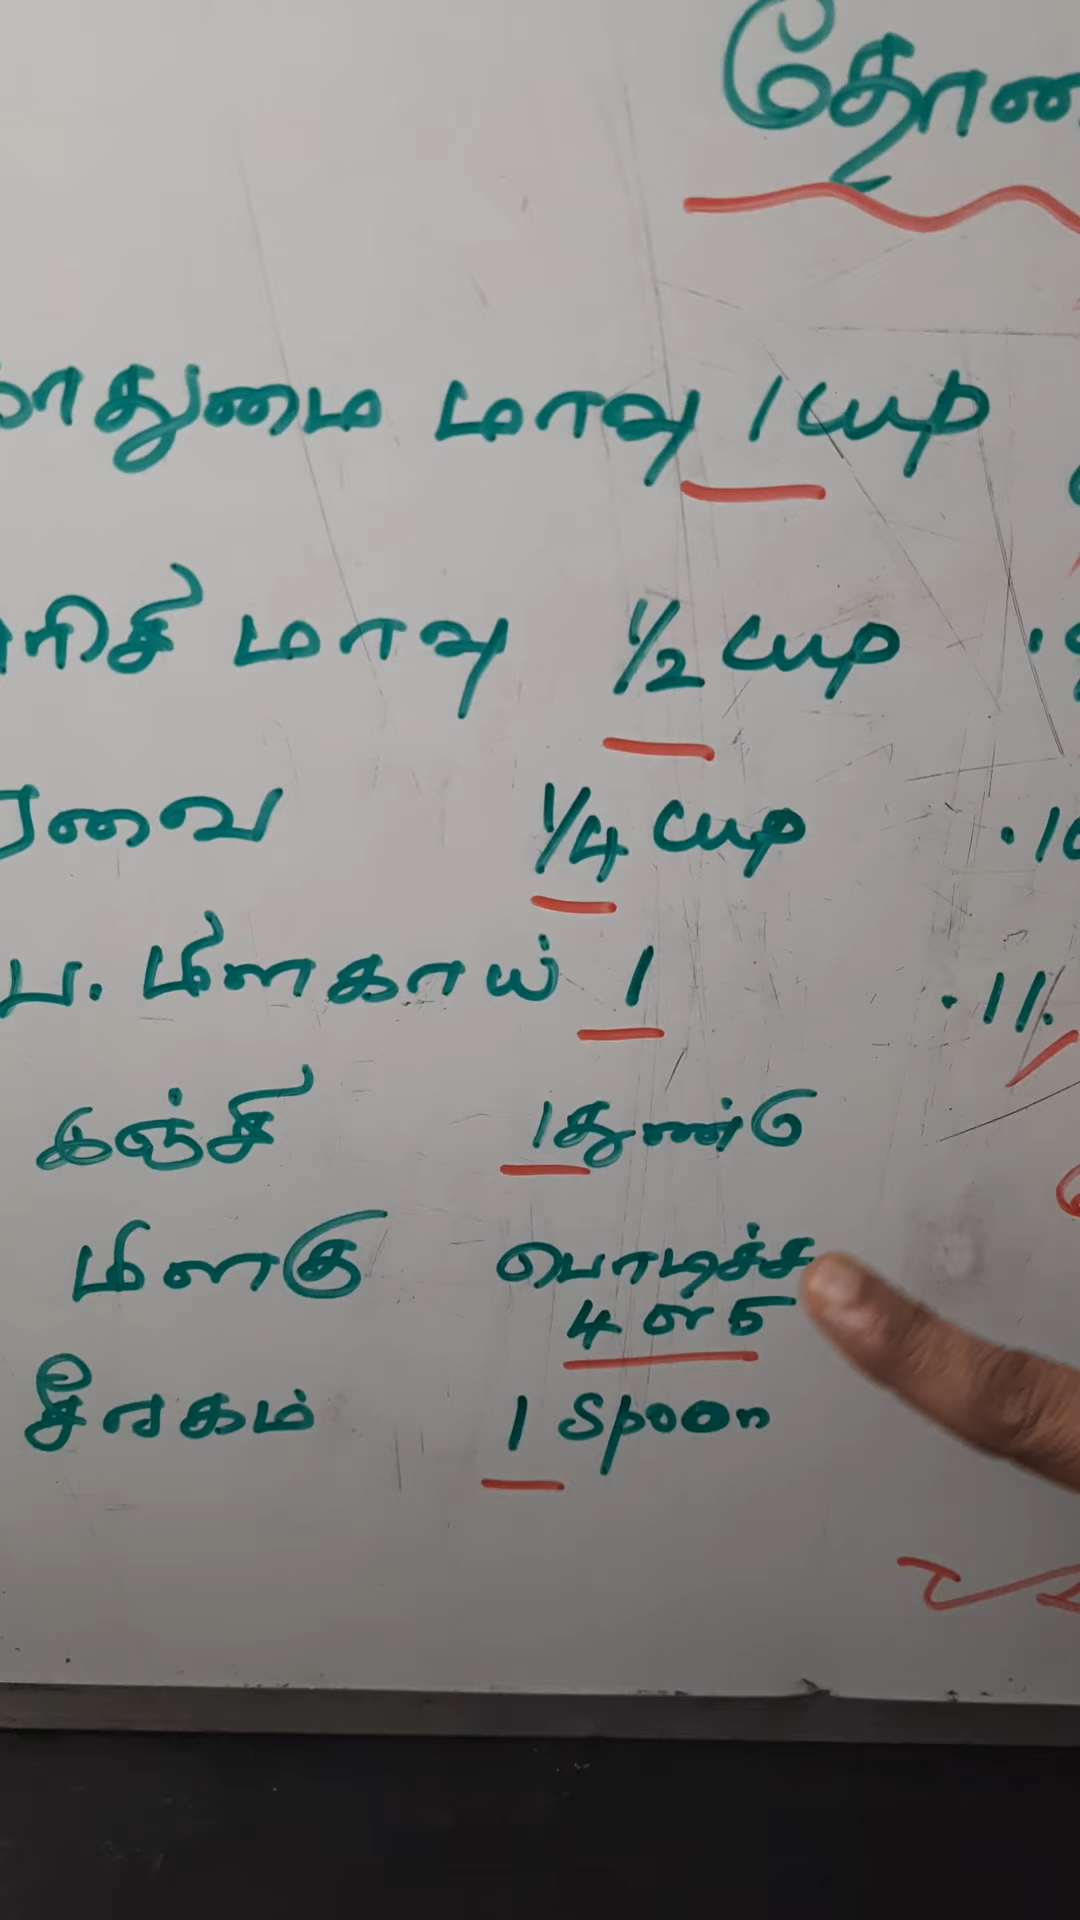 தோசை
கோதுமை மாவு 1 cup
அரிசி மாவு 1/2 cup
ரவை 1/4 cup
ப. மிளகாய் 1
.11.
இஞ்சி 1 துண்டு
மிளகு பொடிச்ச
4 or 5
சீரகம் 1 Spoon